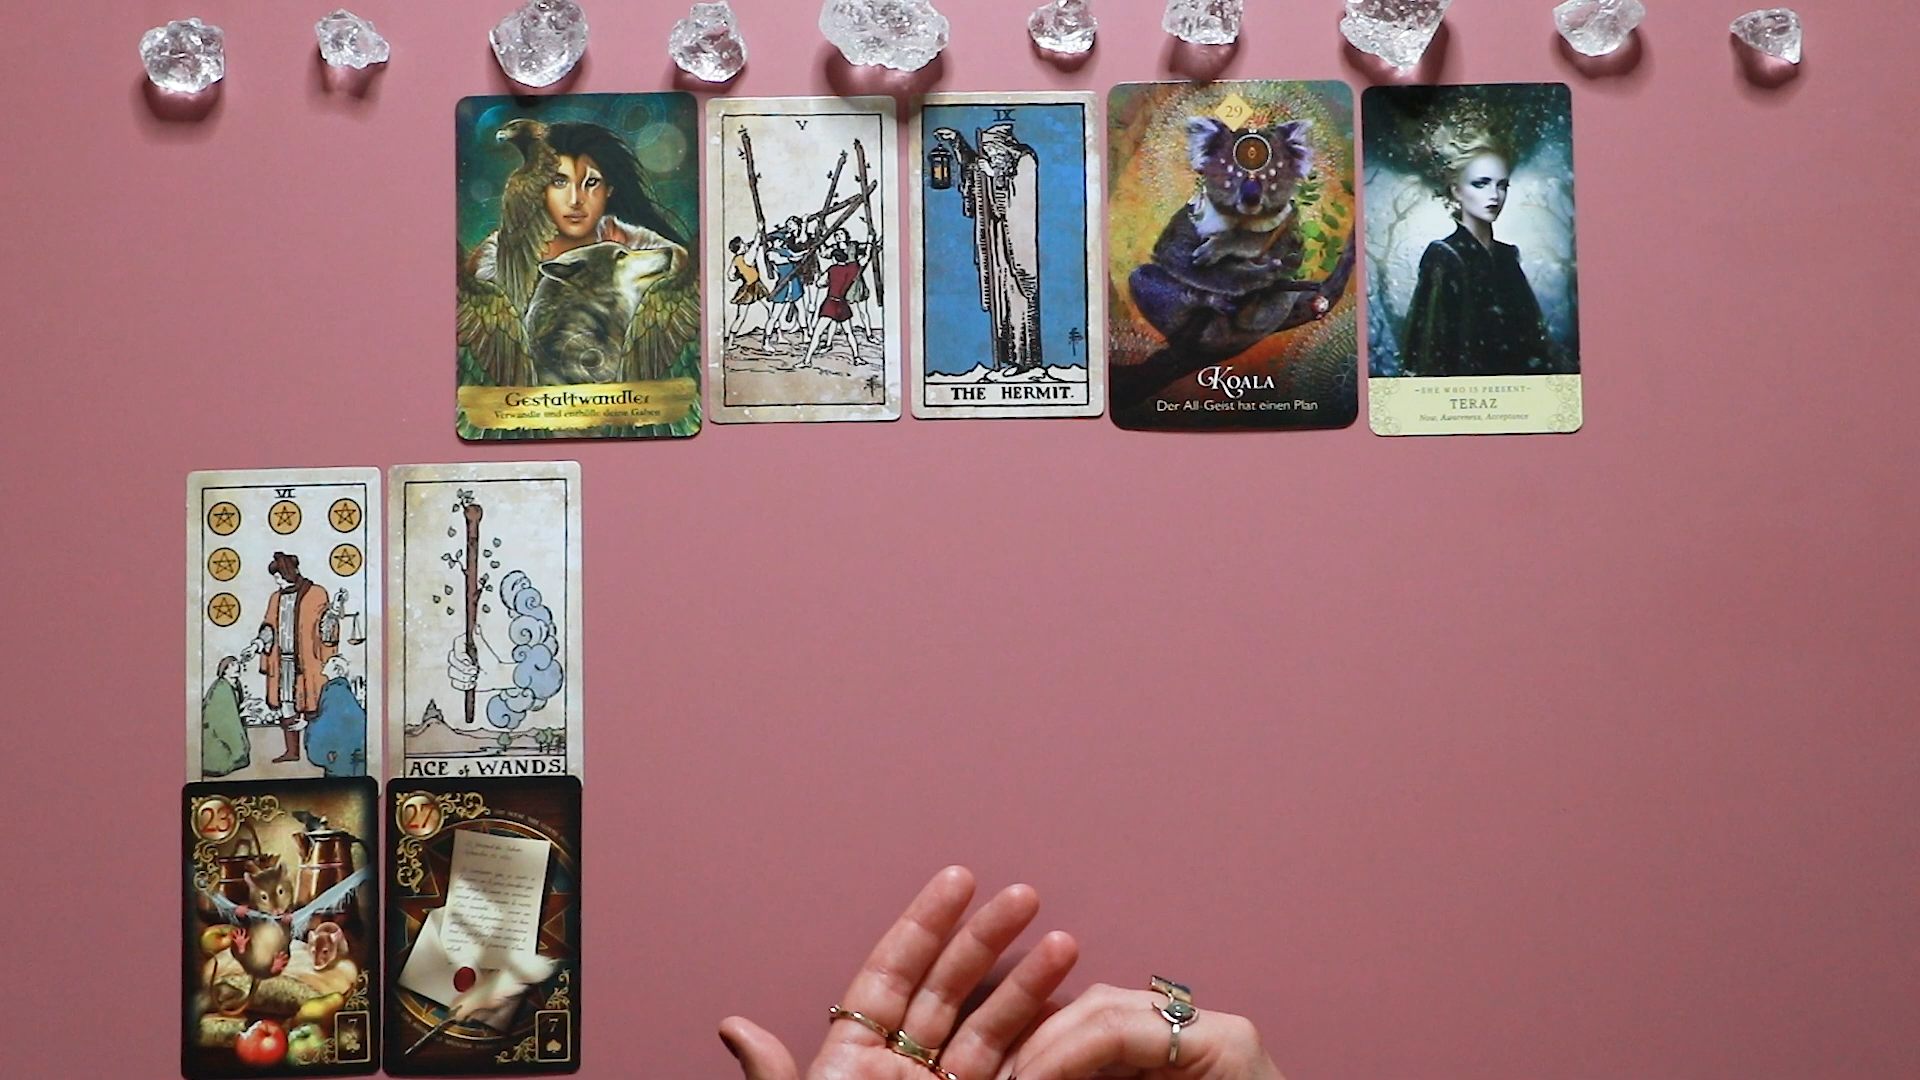 Gestaltwandler
Verwandle und enthülle deine Gaben
V
IX
THE HERMIT.
29
KOALA
Der All-Geist hat einen Plan
~SHE WHO IS PRESENT~
TERAZ
Now, Awareness, Acceptance
VI
ACE of WANDS.
23
7
27
7